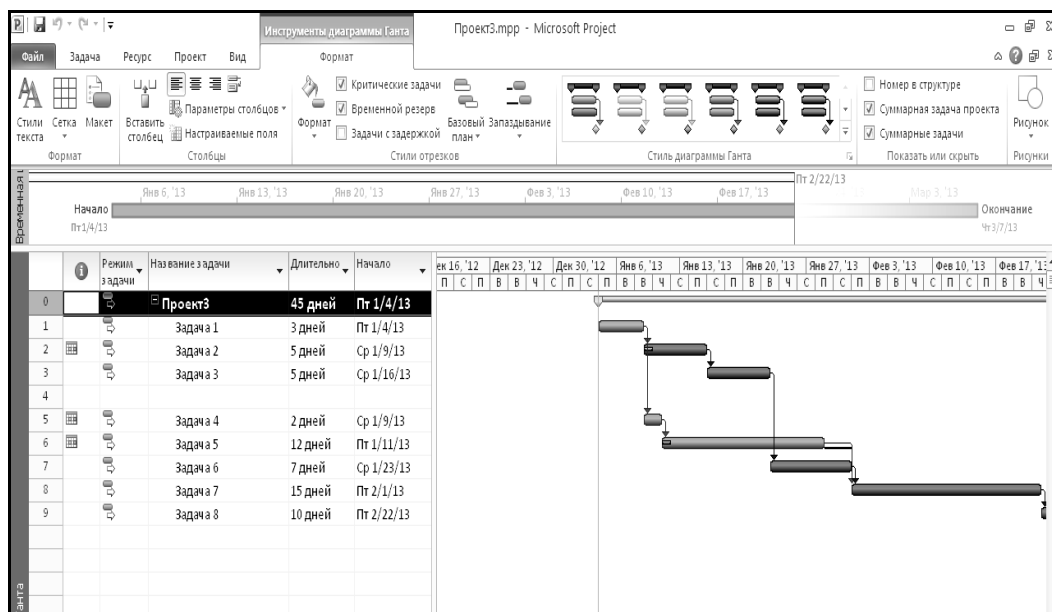 Инструменты диаграммы Ганта
Проект3.mpp - Microsoft Project
Файл Задача Ресурс Проект Вид Формат
Стили текста
Сетка
Макет
Формат
Вставить столбец
Параметры столбцов
Настраиваемые поля
Столбцы
Формат
Критические задачи
Временной резерв
Задачи с задержкой
Базовый план
Запаздывание
Стили отрезков
Стиль диаграммы Ганта
Номер в структуре
Суммарная задача проекта
Суммарные задачи
Показать или скрыть
Рисунок
Рисунки
Пт 2/22/13
Янв 6, '13 Янв 13, '13 Янв 20, '13 Янв 27, '13 Фев 3, '13 Фев 10, '13 Фев 17, '13 Мар 3, '13
Начало
Пт1/4/13
Окончание
Чт3/7/13
Режим задачи Название задачи Длительно Начало
ек 16, '12 Дек 23, '12 Дек 30, '12 Янв 6, '13 Янв 13, '13 Янв 20, '13 Янв 27, '13 Фев 3, '13 Фев 10, '13 Фев 17, '13
П С П В В Ч С П С П В В Ч С П С П В В Ч С П С П В В Ч С П С П В В Ч
0 Проект3 45 дней Пт 1/4/13
1 Задача 1 3 дней Пт 1/4/13
2 Задача 2 5 дней Ср 1/9/13
3 Задача 3 5 дней Ср 1/16/13
4
5 Задача 4 2 дней Ср 1/9/13
6 Задача 5 12 дней Пт 1/11/13
7 Задача 6 7 дней Ср 1/23/13
8 Задача 7 15 дней Пт 2/1/13
9 Задача 8 10 дней Пт 2/22/13
анта